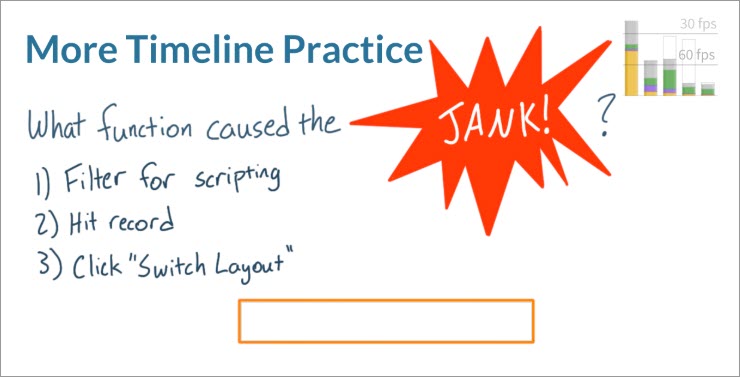 More Timeline Practice
30 fps
60 fps
What function caused the JANK! ?
1) Filter for scripting
2) Hit record
3) Click "Switch Layout"